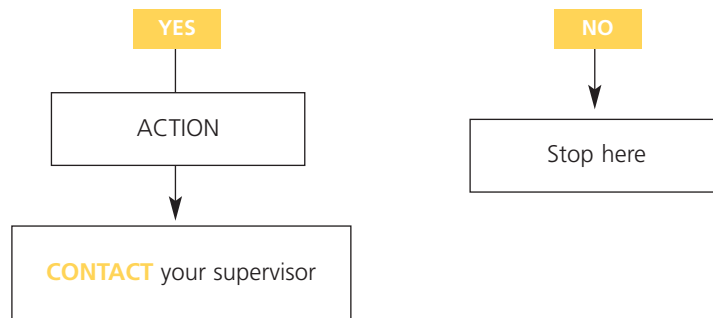 YES
NO
ACTION
Stop here
CONTACT your supervisor